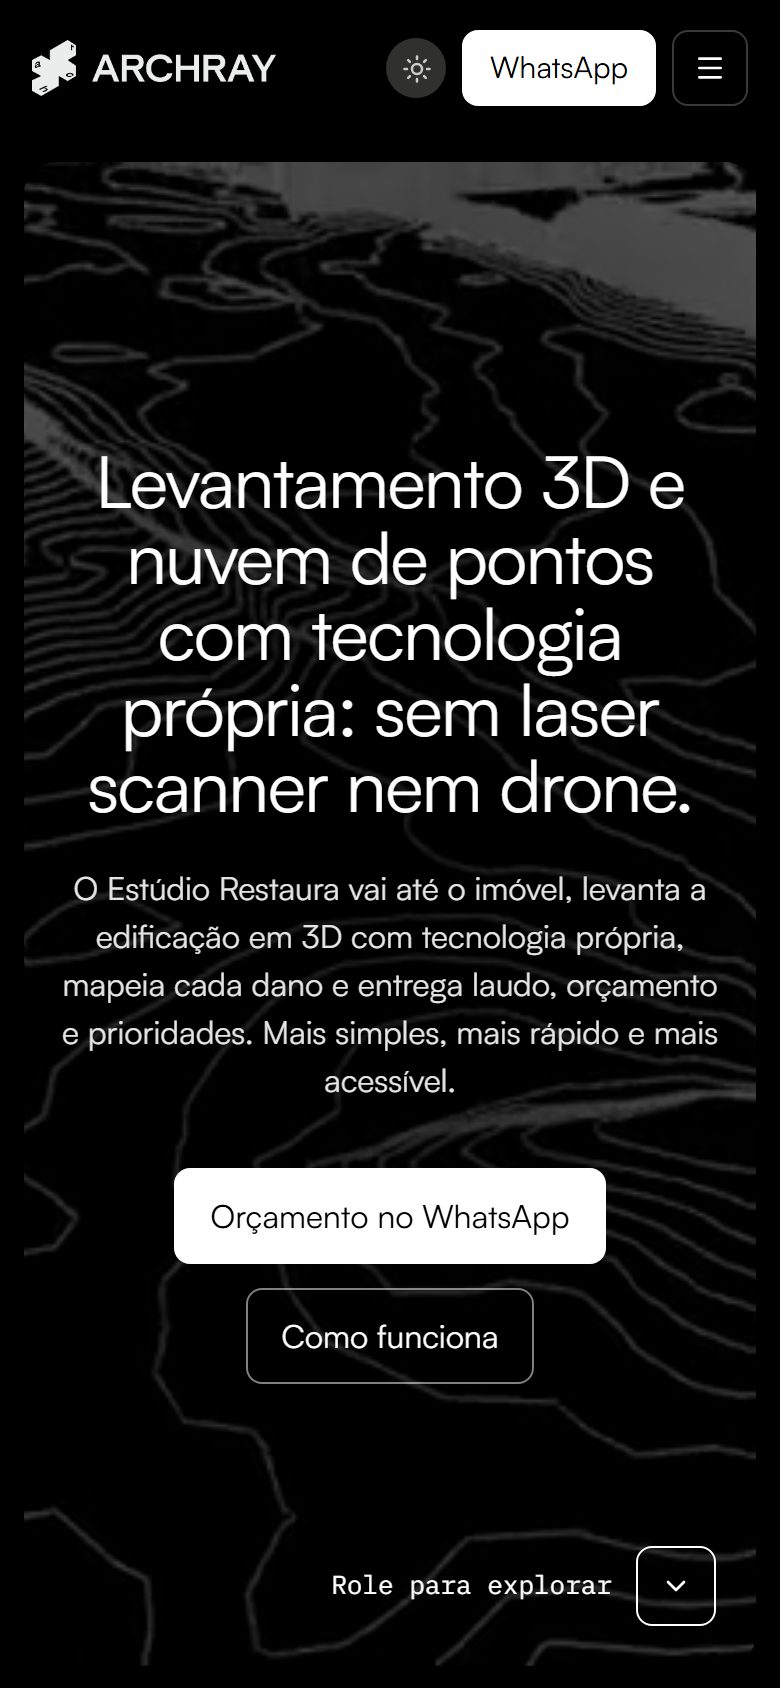 ARCHRAY
WhatsApp
Levantamento 3D e
nuvem de pontos
com tecnologia
própria: sem laser
scanner nem drone.
O Estúdio Restaura vai até o imóvel, levanta a
edificação em 3D com tecnologia própria,
mapeia cada dano e entrega laudo, orçamento
e prioridades. Mais simples, mais rápido e mais
acessível.
Orçamento no WhatsApp
Como funciona
Role para explorar